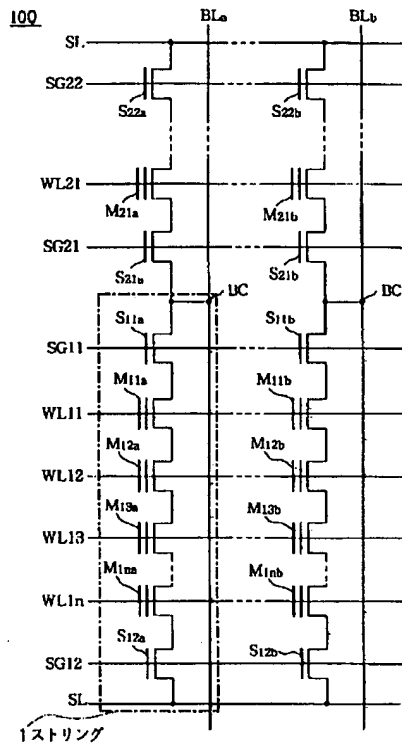 100
BLa BLb
SL
SG22
S22a S22b
WL21
M21a M21b
SG21
S21a S21b
BC BC
S11a S11b
SG11
M11a M11b
WL11
M12a M12b
WL12
M13a M13b
WL13
M1na M1nb
WL1n
S12a S12b
SG12
SL
1ストリング